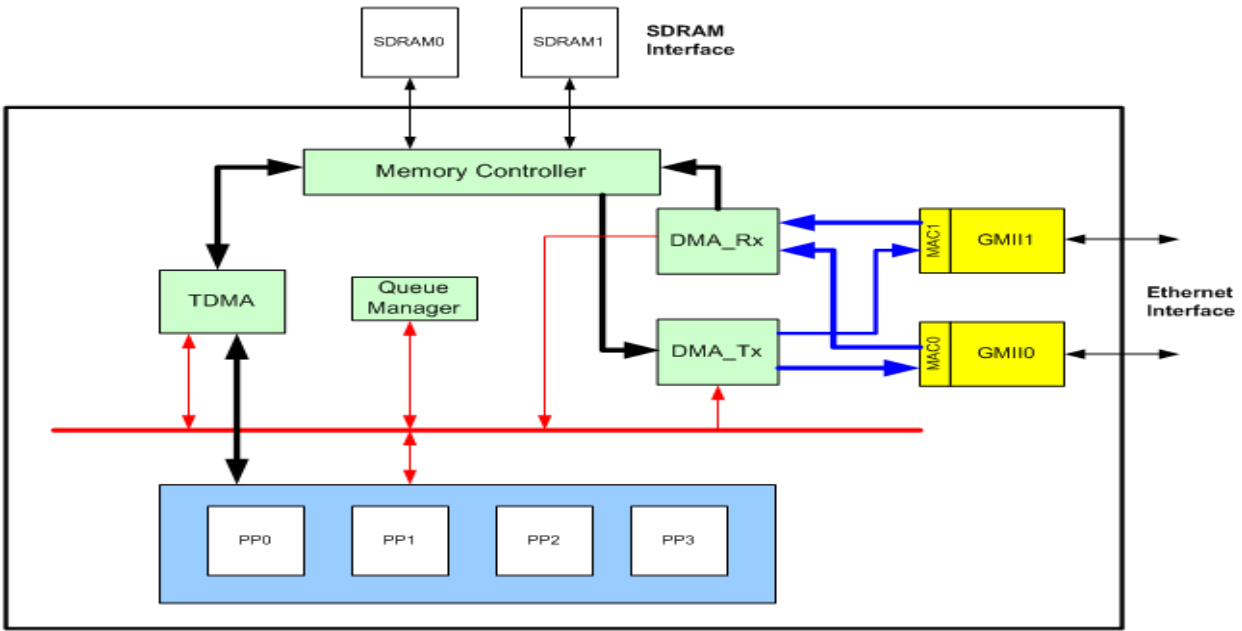 SDRAM0
SDRAM1
SDRAM
Interface
Memory Controller
DMA_Rx
MAC1
GMII1
TDMA
Queue
Manager
Ethernet
Interface
DMA_Tx
MAC0
GMII0
PP0
PP1
PP2
PP3